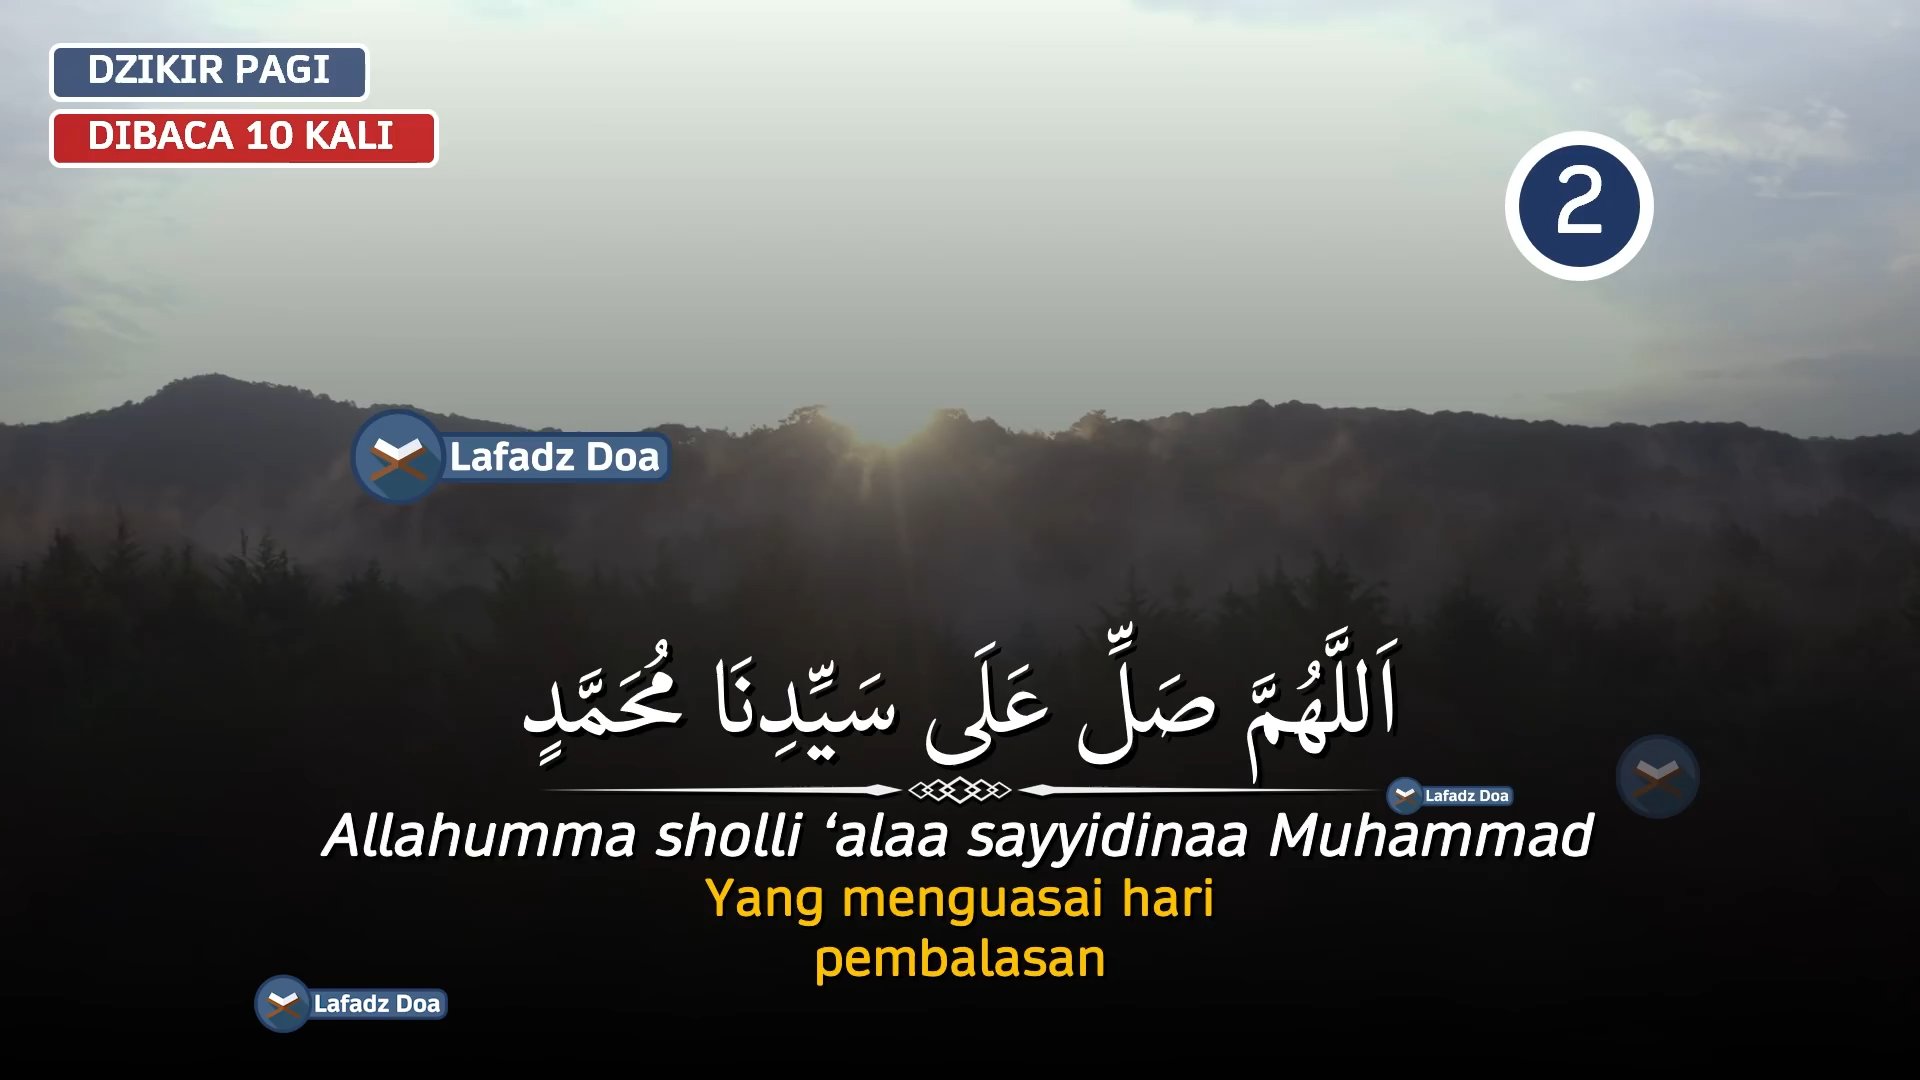 DZIKIR PAGI
DIBACA 10 KALI
2
Lafadz Doa
اَللَّهُمَّ صَلِّ عَلَى سَيِّدِنَا مُحَمَّدٍ
Lafadz Doa
Allahumma sholli ‘alaa sayyidinaa Muhammad
Yang menguasai hari
pembalasan
Lafadz Doa